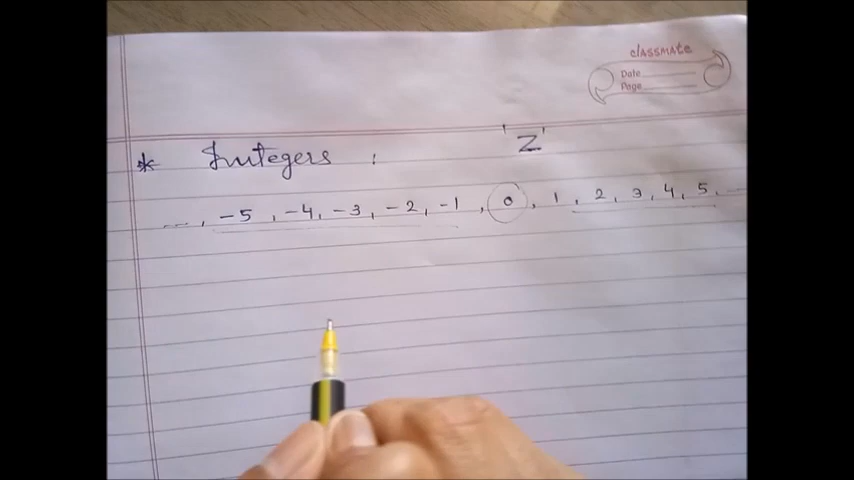 classmate
Date
Page
* Integers : 'Z'
---, -5, -4, -3, -2, -1, 0, 1, 2, 3, 4, 5, ---